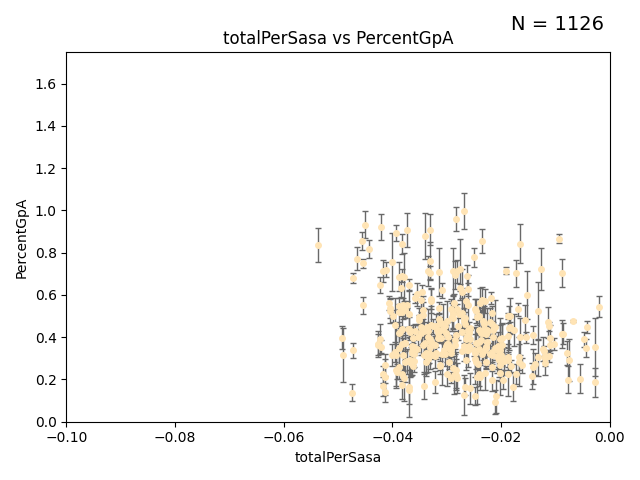 N = 1126
totalPerSasa vs PercentGpA
PercentGpA
1.6
1.4
1.2
1.0
0.8
0.6
0.4
0.2
0.0
−0.10 −0.08 −0.06 −0.04 −0.02 0.00
totalPerSasa